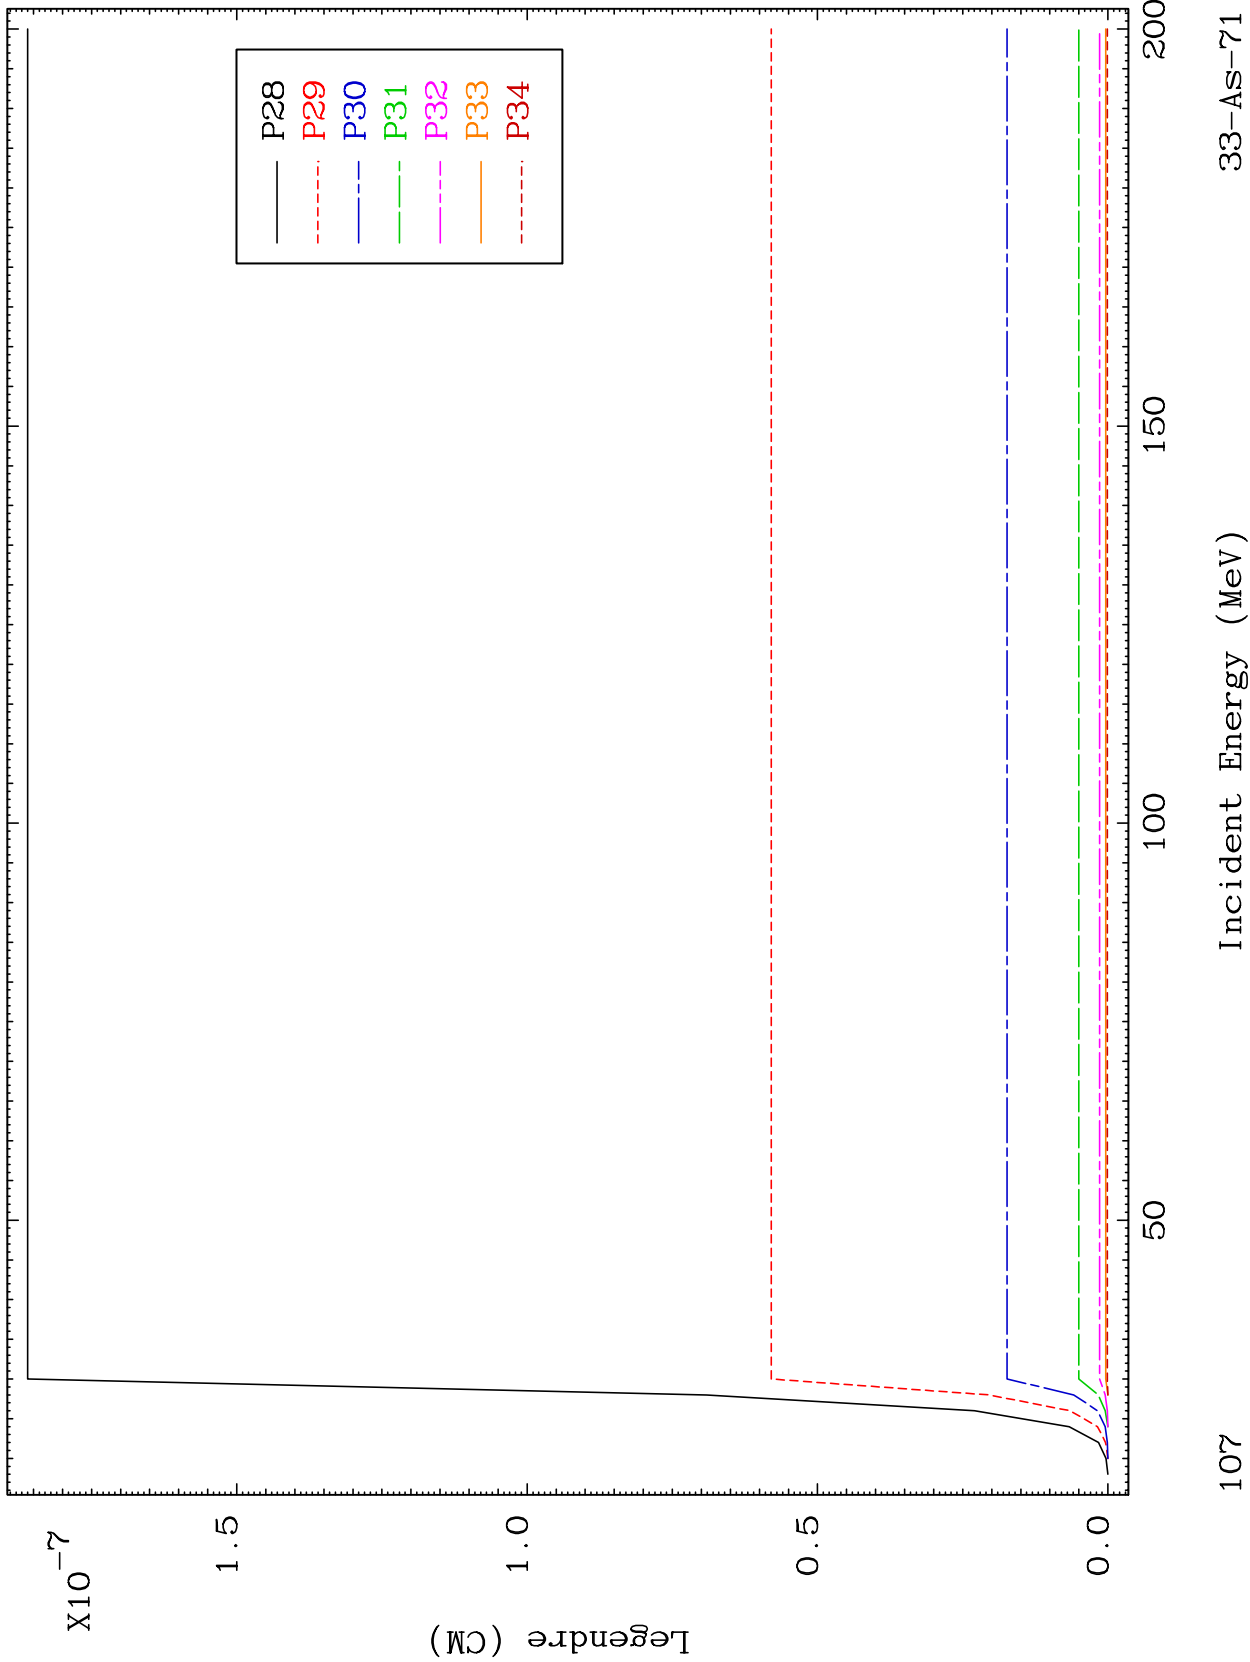 X10-7
1.5
1.0
0.5
0.0
Legendre (CM)
P28
P29
P30
P31
P32
P33
P34
50
100
150
200
107
Incident Energy (MeV)
33-As-71